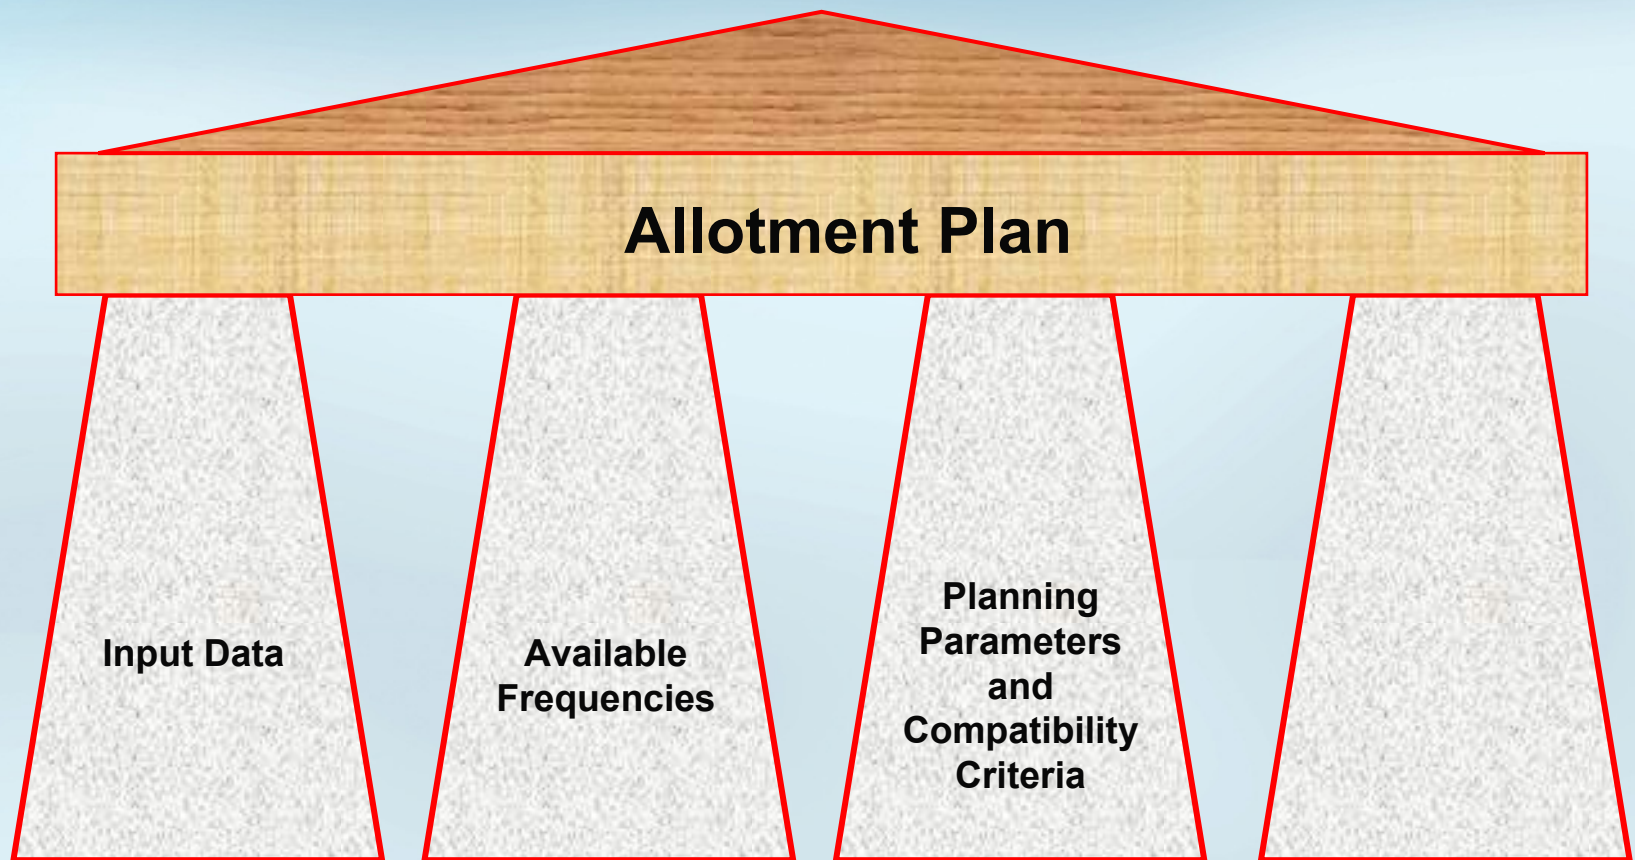 Allotment Plan
Input Data
Available
Frequencies
Planning
Parameters
and
Compatibility
Criteria